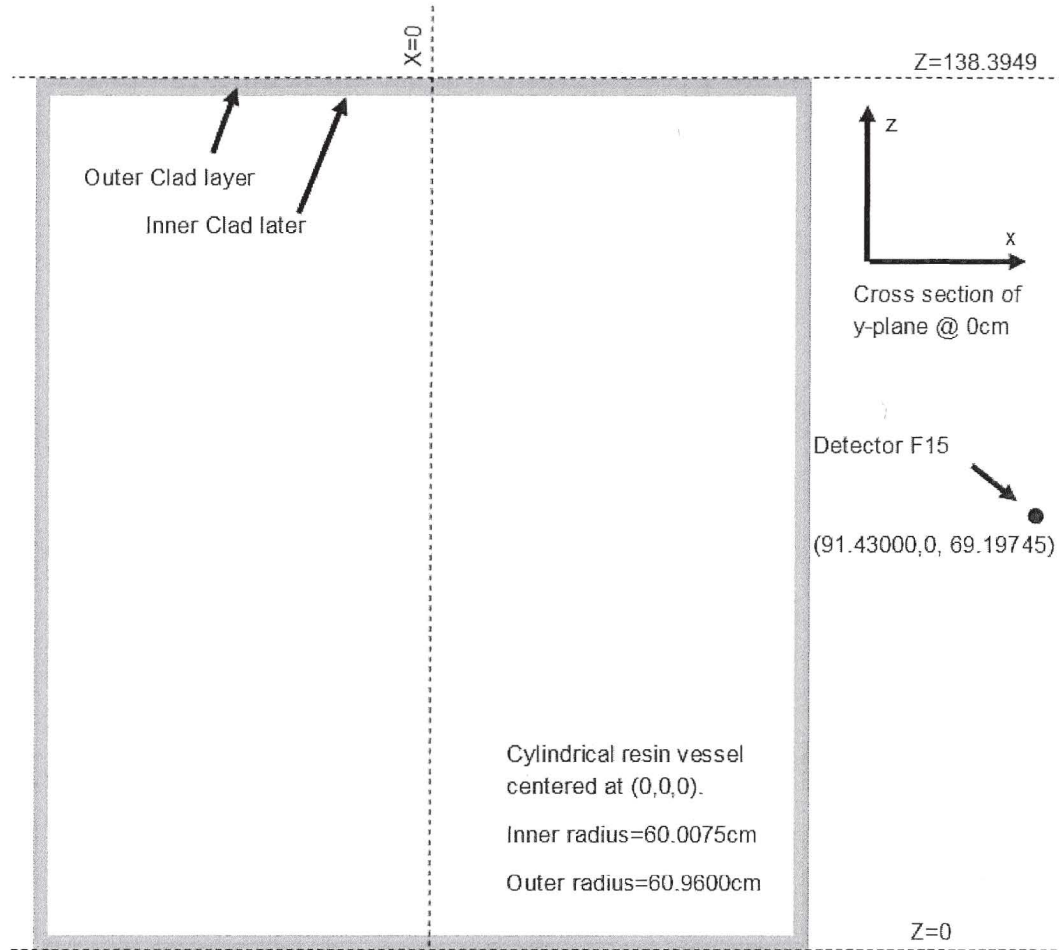 X=0
Z=138.3949
Outer Clad layer
Inner Clad later
z
x
Cross section of
y-plane @ 0cm
Detector F15
(91.43000,0, 69.19745)
Cylindrical resin vessel
centered at (0,0,0).
Inner radius=60.0075cm
Outer radius=60.9600cm
Z=0